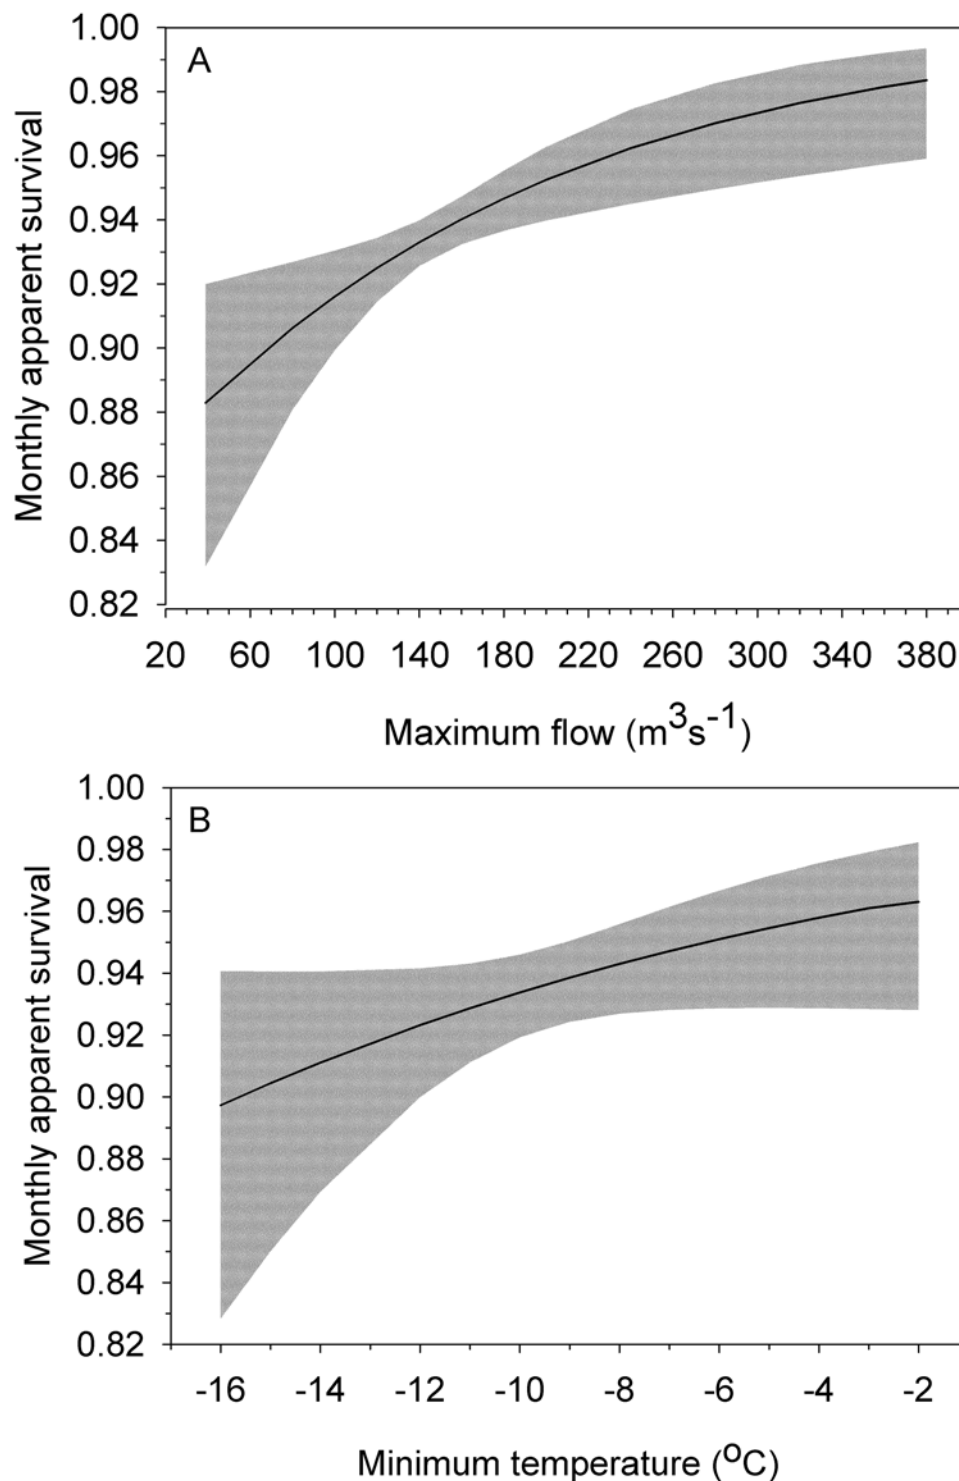 A
Monthly apparent survival
1.00
0.98
0.96
0.94
0.92
0.90
0.88
0.86
0.84
0.82
20 60 100 140 180 220 260 300 340 380
Maximum flow (m³s⁻¹)
B
Monthly apparent survival
1.00
0.98
0.96
0.94
0.92
0.90
0.88
0.86
0.84
0.82
-16 -14 -12 -10 -8 -6 -4 -2
Minimum temperature (ºC)